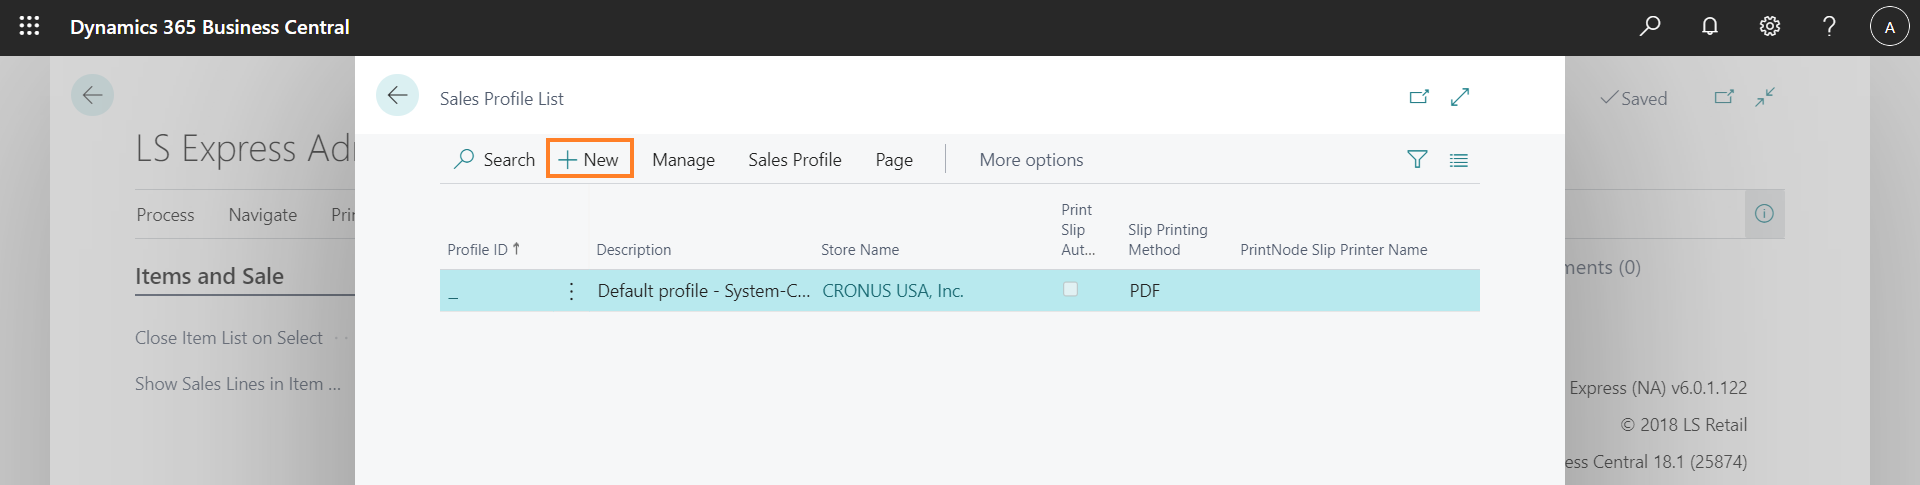 Dynamics 365 Business Central
A
Sales Profile List
Saved
LS Express Adr
Search New Manage Sales Profile Page More options
Process Navigate Prin
Profile ID ↑ Description Store Name Print Slip Aut... Slip Printing Method PrintNode Slip Printer Name
Items and Sale
ments (0)
_ Default profile - System-C... CRONUS USA, Inc. PDF
Close Item List on Select · ·
Show Sales Lines in Item ...
Express (NA) v6.0.1.122
© 2018 LS Retail
ess Central 18.1 (25874)